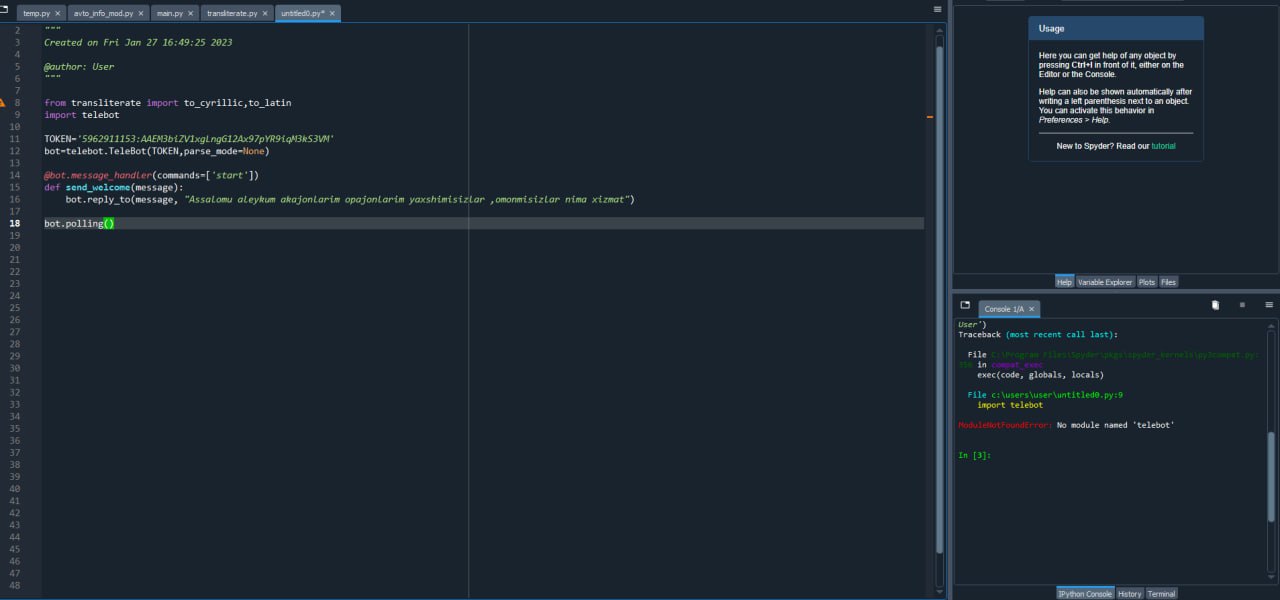 temp.py
avto_info_mod.py
main.py
transliterate.py
untitled0.py*
2 """
3 Created on Fri Jan 27 16:49:25 2023
4
5 @author: User
6 """
7
8 from transliterate import to_cyrillic,to_latin
9 import telebot
10
11 TOKEN='5962911153:AAEM3biZV1xgLngG12Ax97pYR9iqM3kS3VM'
12 bot=telebot.TeleBot(TOKEN,parse_mode=None)
13
14 @bot.message_handler(commands=['start'])
15 def send_welcome(message):
16 bot.reply_to(message, "Assalomu aleykum akajonlarim opajonlarim yaxshimisizlar ,omonmisizlar nima xizmat")
17
18 bot.polling()
19
20
21
22
23
24
25
26
27
28
29
30
31
32
33
34
35
36
37
38
39
40
41
42
43
44
45
46
47
48
Usage
Here you can get help of any object by
pressing Ctrl+I in front of it, either on the
Editor or the Console.
Help can also be shown automatically after
writing a left parenthesis next to an object.
You can activate this behavior in
Preferences > Help.
New to Spyder? Read our tutorial
Help Variable Explorer Plots Files
Console 1/A
User')
Traceback (most recent call last):
File C:\Program Files\Spyder\pkgs\spyder_kernels\py3compat.py:
356 in compat_exec
exec(code, globals, locals)
File c:\users\user\untitled0.py:9
import telebot
ModuleNotFoundError: No module named 'telebot'
In [3]:
IPython Console History Terminal